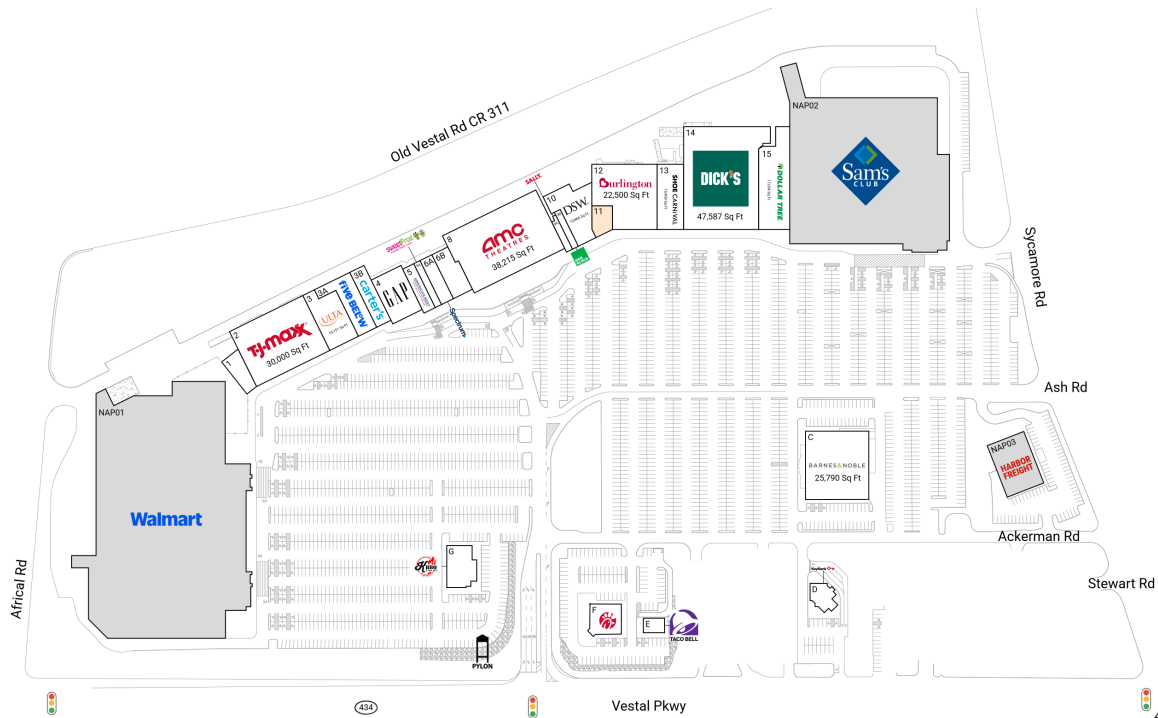 Old Vestal Rd CR 311
NAP02
Sam's
CLUB
14
DICK'S
47,587 Sq Ft
15
DOLLAR TREE
12
Burlington
22,500 Sq Ft
13
SHOE CARNIVAL
11
10
SALLY
DSW
8
AMC
THEATRES
38,215 Sq Ft
sweetFrog
6B
6A
5
4
GAP
3B
carter's
five BEL°W
3A
3
ULTA
2
T.J.maxx
30,000 Sq Ft
1
Spectrum
Sycamore Rd
Ash Rd
NAP01
Walmart
C
BARNES&NOBLE
25,790 Sq Ft
NAP03
HARBOR
FREIGHT
Ackerman Rd
Stewart Rd
Africal Rd
G
KeyBank
D
F
E
TACO BELL
PYLON
434
Vestal Pkwy